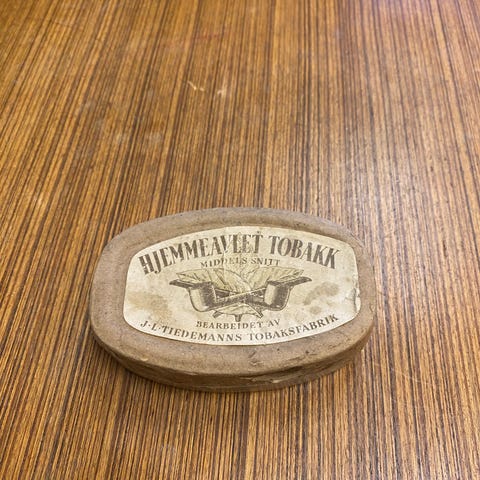 HJEMMEAVLET TOBAKK
MIDDELS SNITT
BEARBEIDET AV
J·L·TIEDEMANNS TOBAKSFABRIK